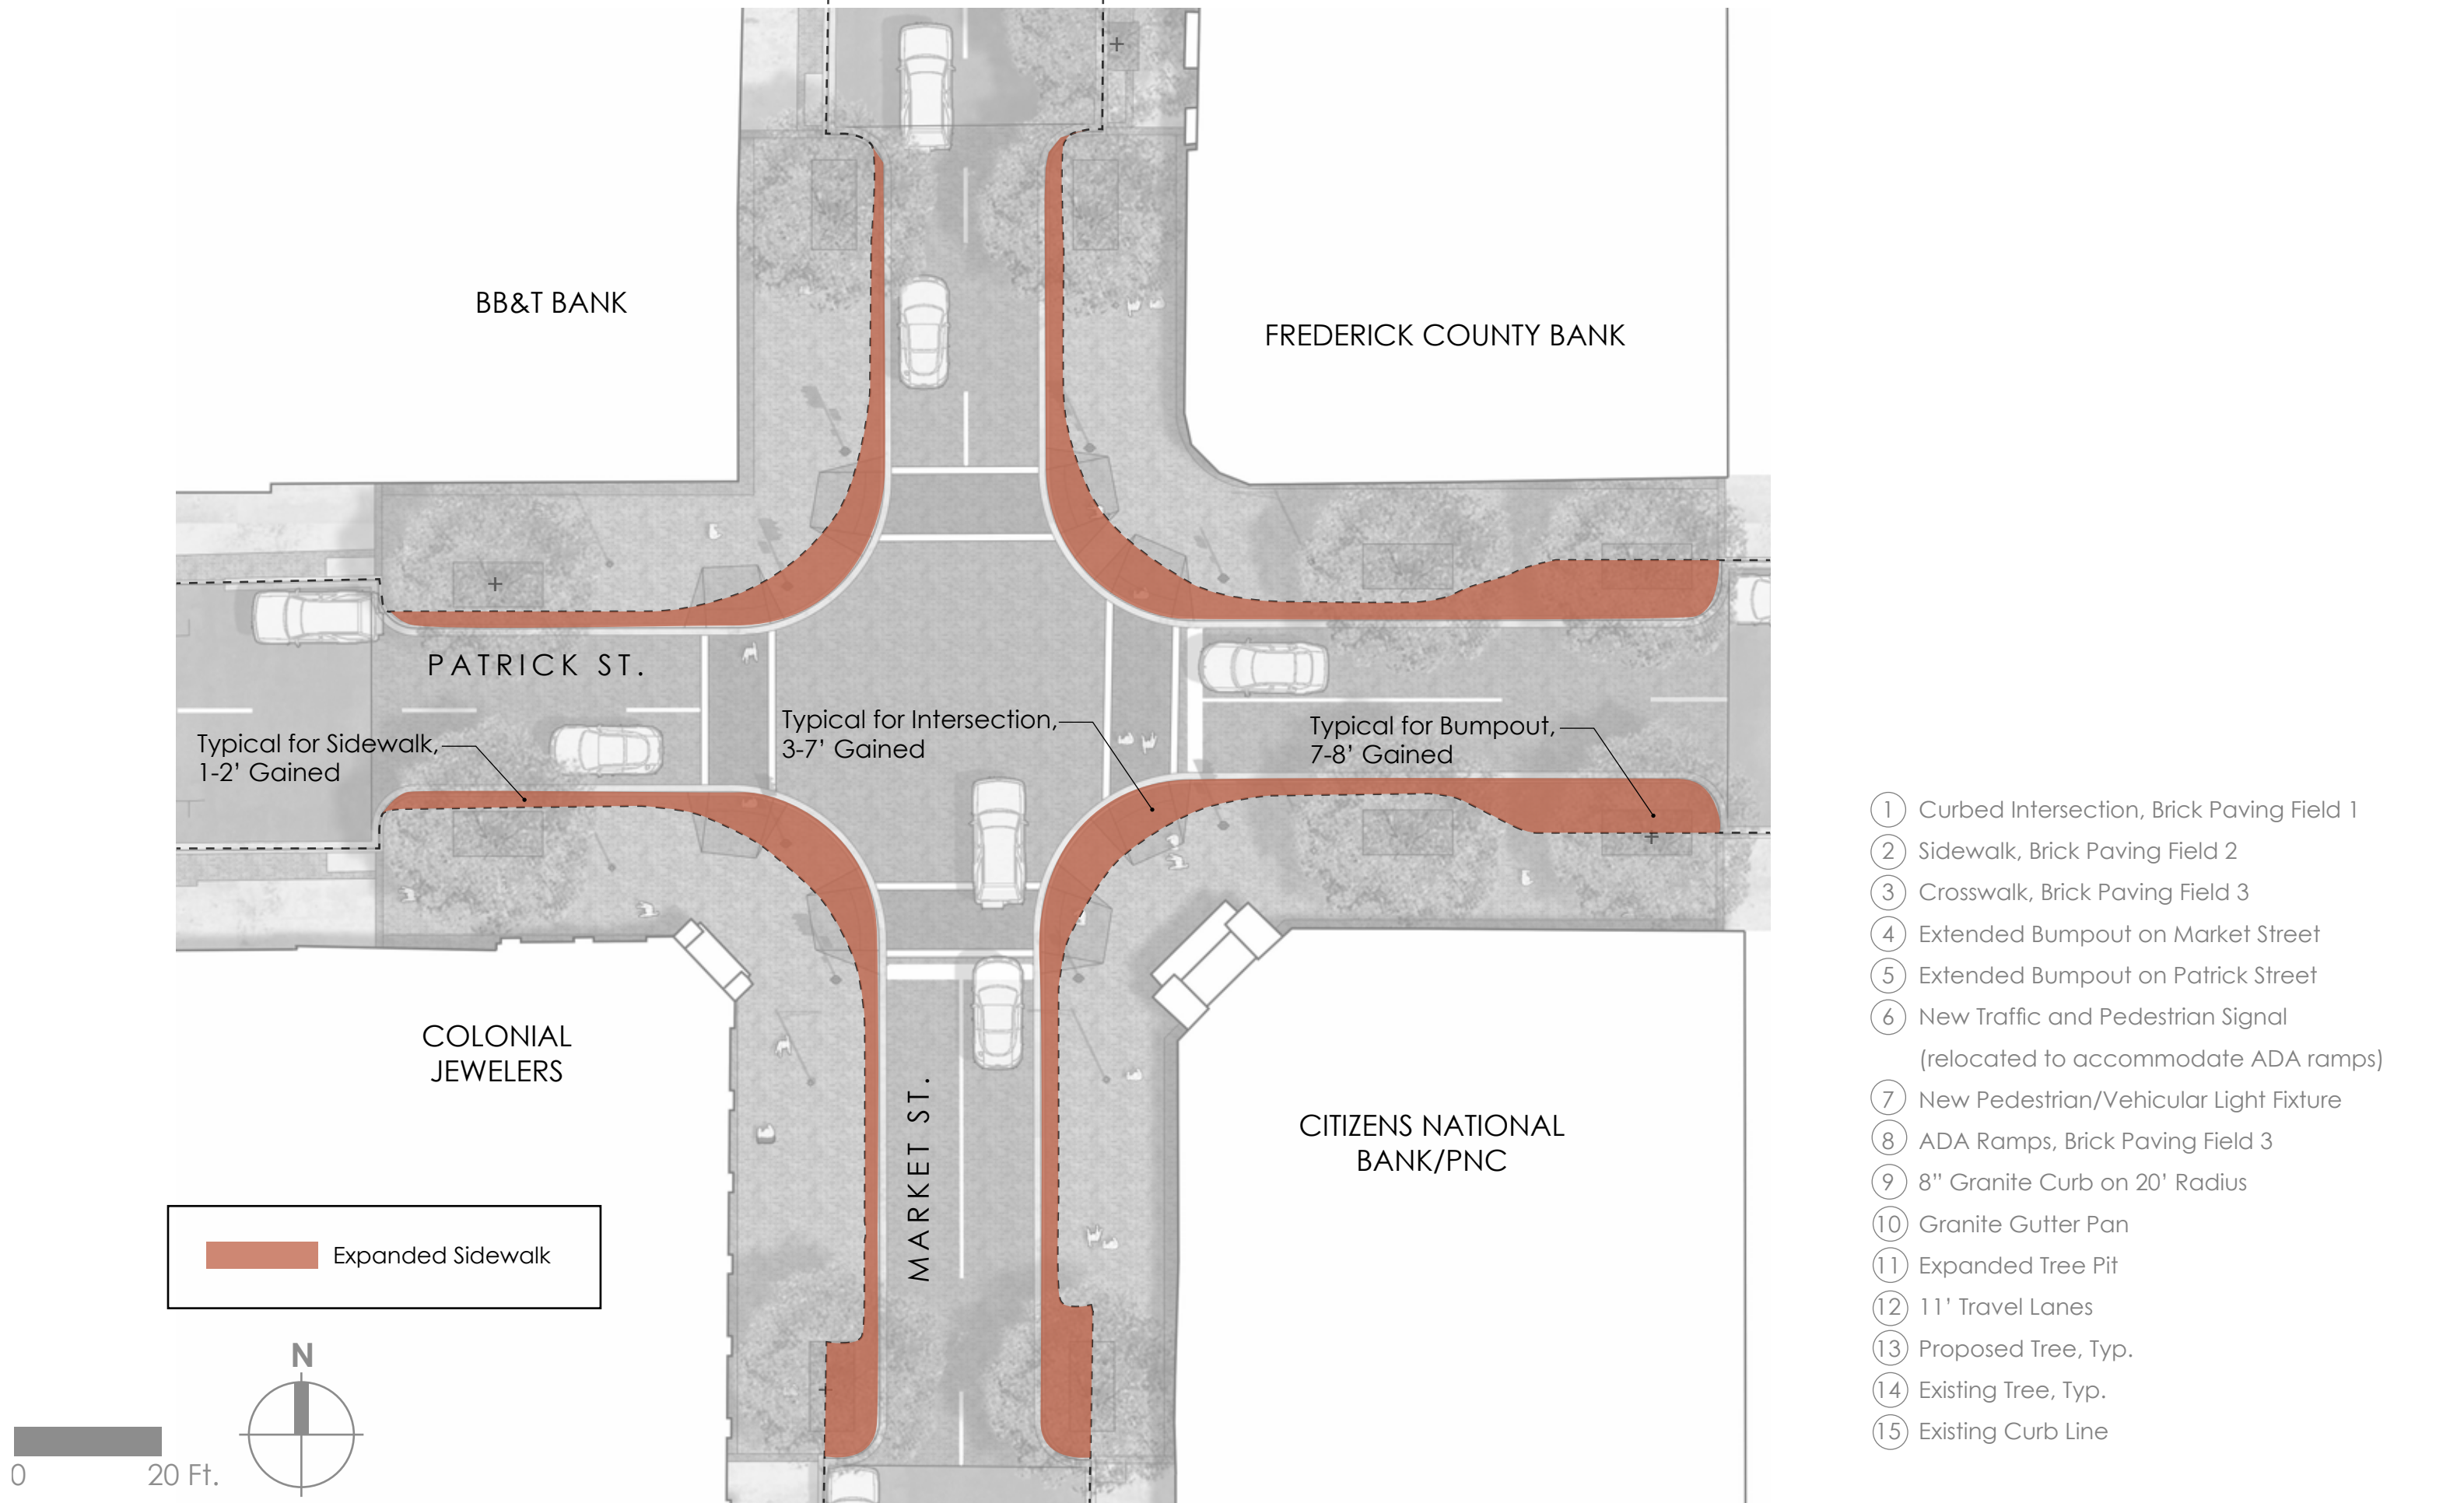 BB&T BANK
FREDERICK COUNTY BANK
PATRICK ST.
Typical for Sidewalk,
1-2’ Gained
Typical for Intersection,
3-7’ Gained
Typical for Bumpout,
7-8’ Gained
COLONIAL
JEWELERS
MARKET ST.
CITIZENS NATIONAL
BANK/PNC
Expanded Sidewalk
N
0 20 Ft.
1 Curbed Intersection, Brick Paving Field 1
2 Sidewalk, Brick Paving Field 2
3 Crosswalk, Brick Paving Field 3
4 Extended Bumpout on Market Street
5 Extended Bumpout on Patrick Street
6 New Traffic and Pedestrian Signal
(relocated to accommodate ADA ramps)
7 New Pedestrian/Vehicular Light Fixture
8 ADA Ramps, Brick Paving Field 3
9 8” Granite Curb on 20’ Radius
10 Granite Gutter Pan
11 Expanded Tree Pit
12 11’ Travel Lanes
13 Proposed Tree, Typ.
14 Existing Tree, Typ.
15 Existing Curb Line